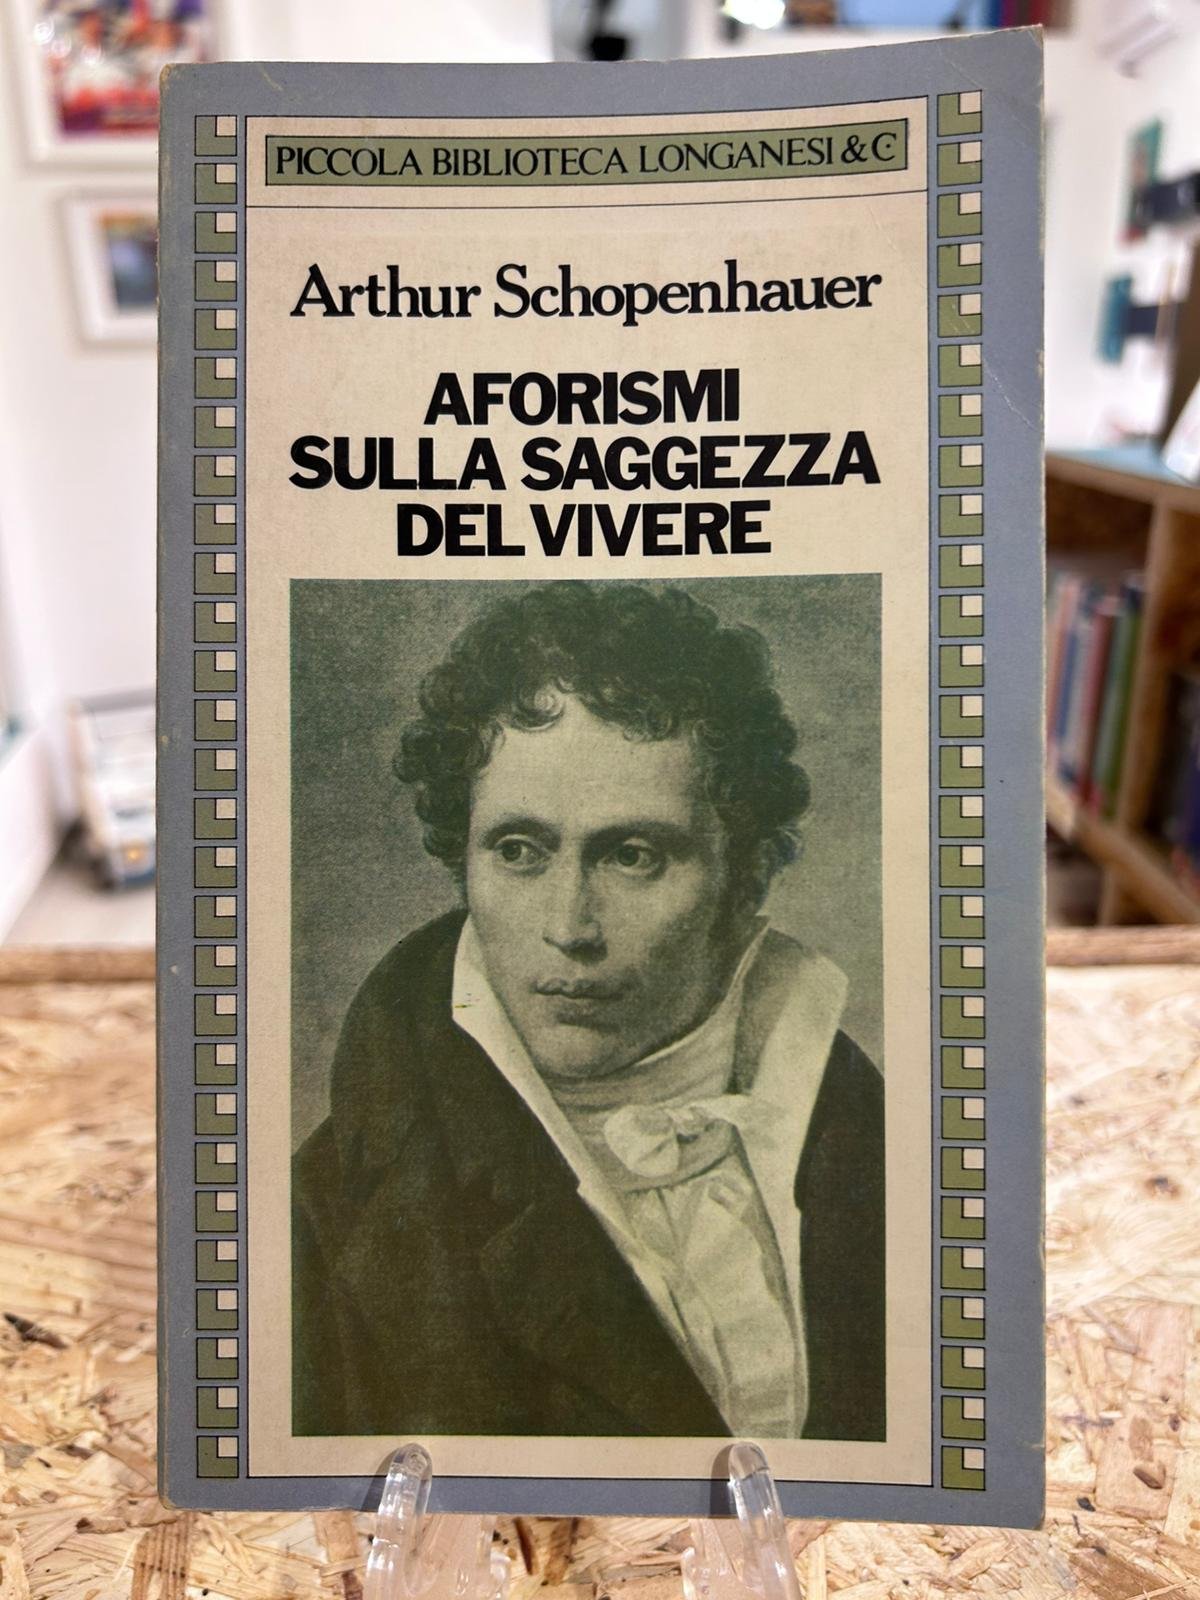 PICCOLA BIBLIOTECA LONGANESI & C.
Arthur Schopenhauer
AFORISMI
SULLA SAGGEZZA
DEL VIVERE